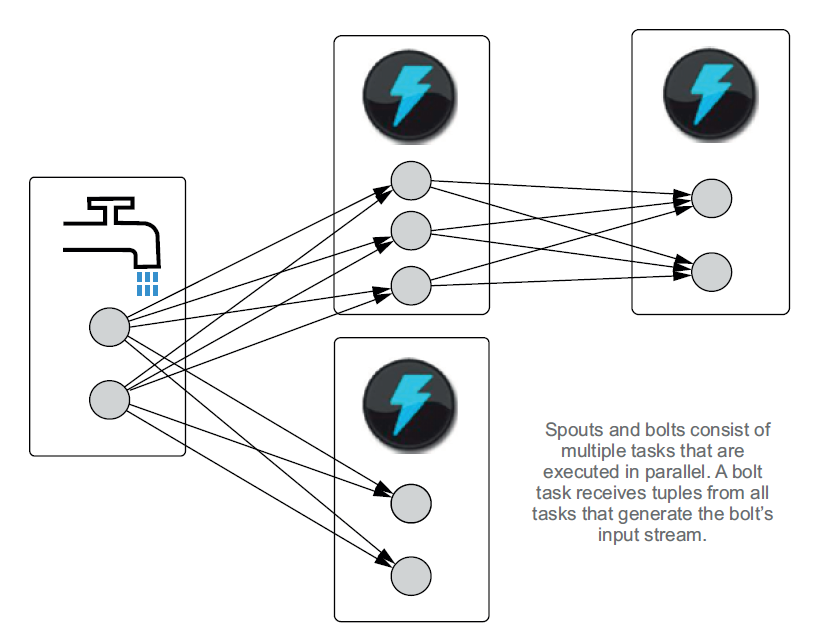 Spouts and bolts consist of
multiple tasks that are
executed in parallel. A bolt
task receives tuples from all
tasks that generate the bolt’s
input stream.